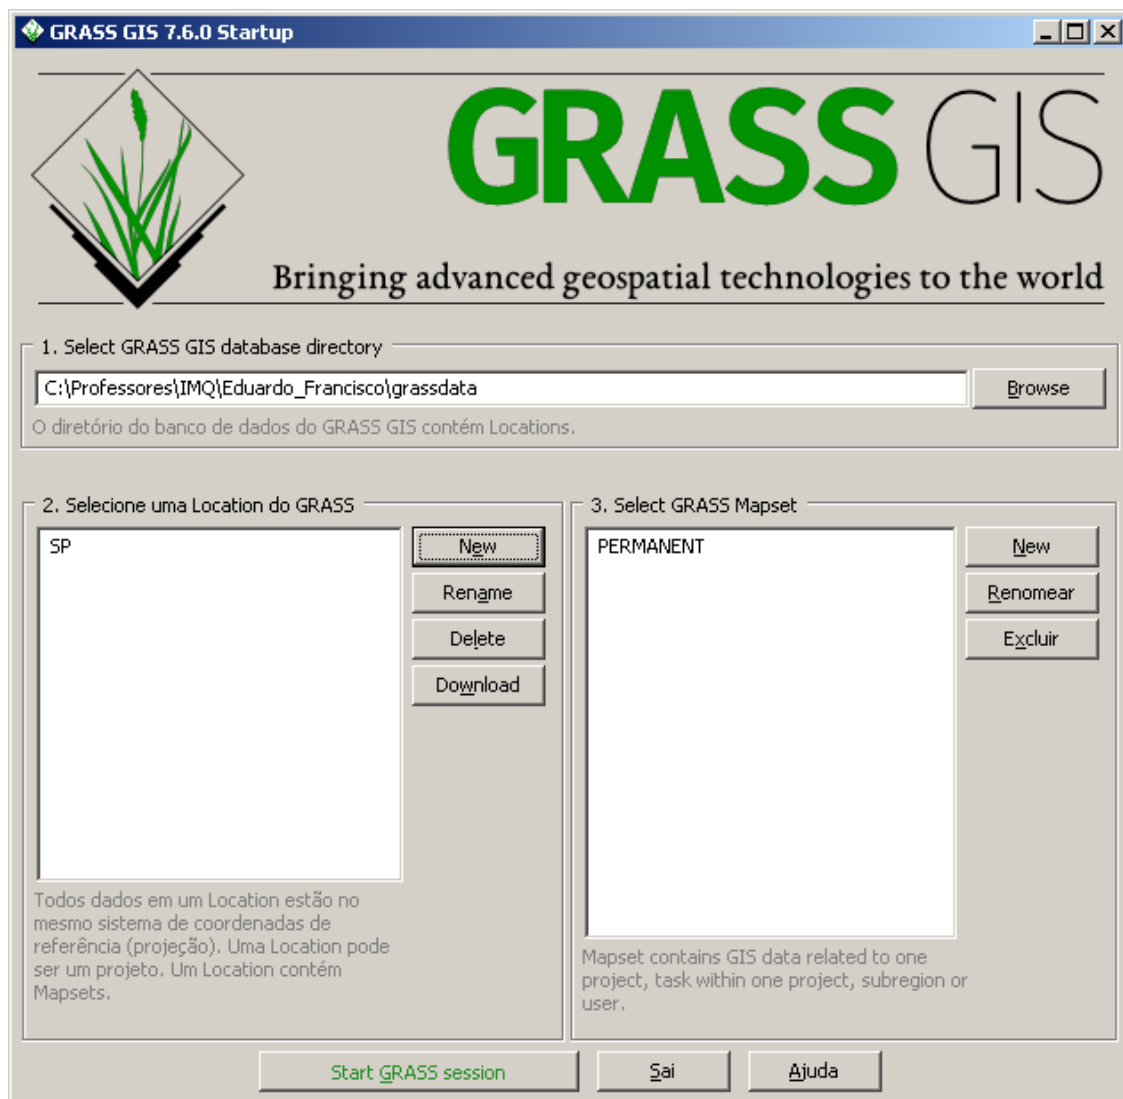 GRASS GIS 7.6.0 Startup
GRASS GIS
Bringing advanced geospatial technologies to the world
1. Select GRASS GIS database directory
C:\Professores\IMQ\Eduardo_Francisco\grassdata
Browse
O diretório do banco de dados do GRASS GIS contém Locations.
2. Selecione uma Location do GRASS
SP
New
Rename
Delete
Download
Todos dados em um Location estão no
mesmo sistema de coordenadas de
referência (projeção). Uma Location pode
ser um projeto. Um Location contém
Mapsets.
3. Select GRASS Mapset
PERMANENT
New
Renomear
Excluir
Mapset contains GIS data related to one
project, task within one project, subregion or
user.
Start GRASS session
Sai
Ajuda